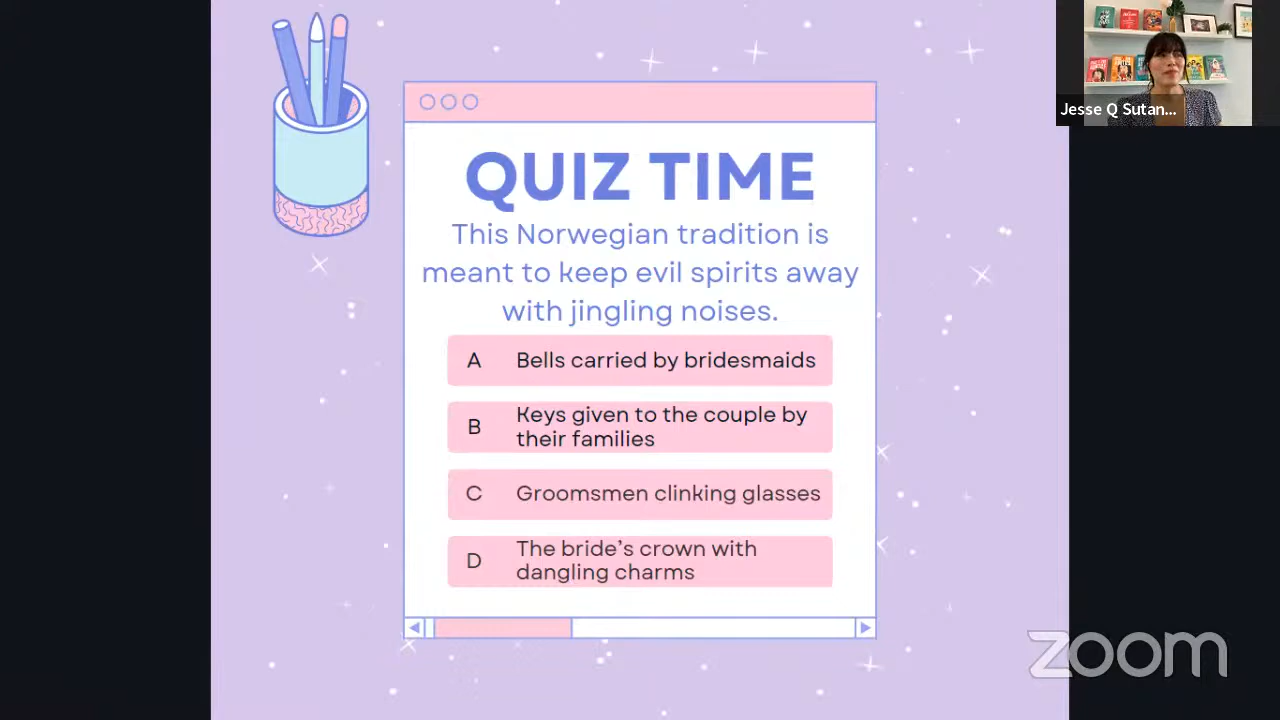 Jesse Q Sutan...
QUIZ TIME
This Norwegian tradition is
meant to keep evil spirits away
with jingling noises.
A Bells carried by bridesmaids
B Keys given to the couple by
their families
C Groomsmen clinking glasses
D The bride's crown with
dangling charms
zoom